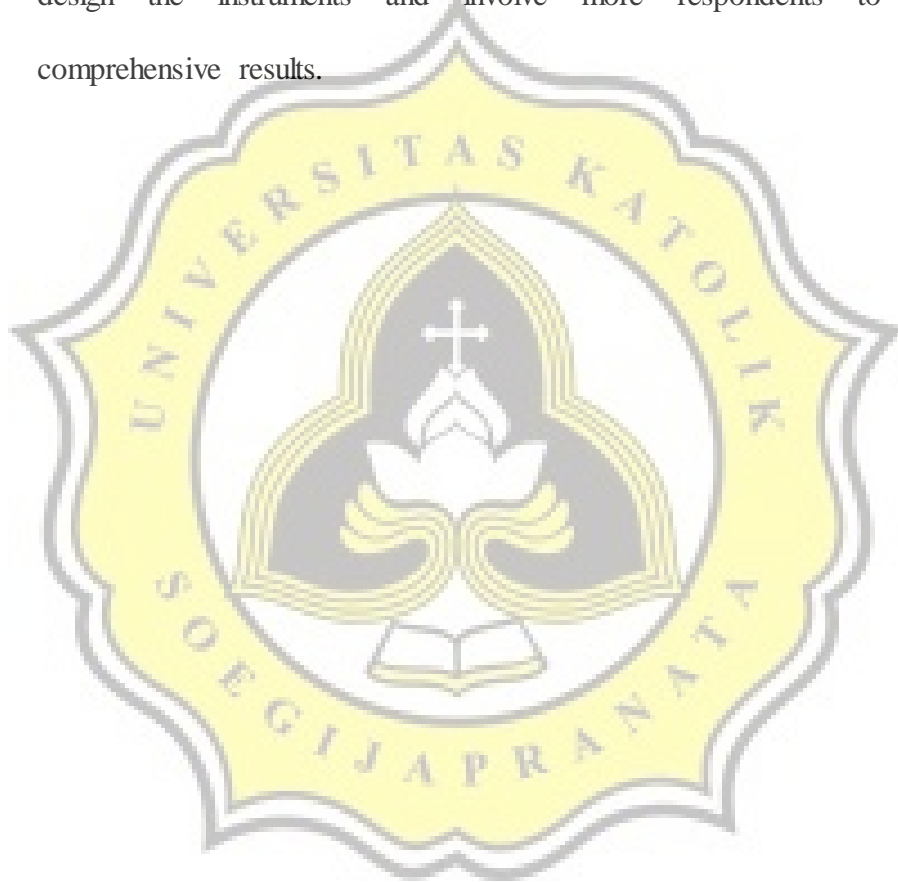 design the instruments and involve more respondents to
comprehensive results.
UNIVERSITAS KATOLIK
SOEGIJAPRANATA